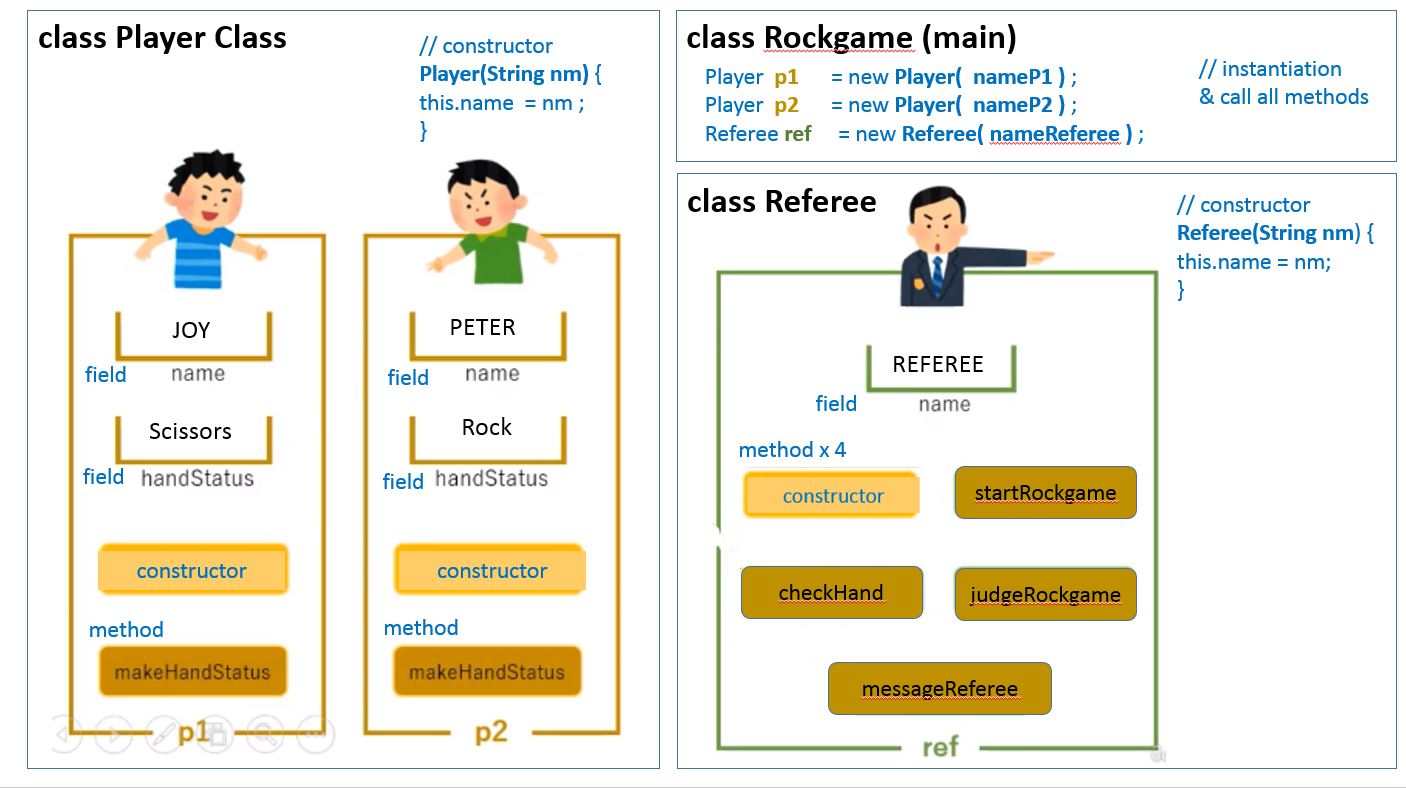 class Player Class
// constructor
Player(String nm) {
this.name = nm ;
}
JOY
field name
Scissors
field handStatus
constructor
method
makeHandStatus
p1
PETER
field name
Rock
field handStatus
constructor
method
makeHandStatus
p2
class Rockgame (main)
Player p1 = new Player( nameP1 ) ;
Player p2 = new Player( nameP2 ) ;
Referee ref = new Referee( nameReferee ) ;
// instantiation
& call all methods
class Referee
// constructor
Referee(String nm) {
this.name = nm;
}
REFEREE
field name
method x 4
constructor startRockgame
checkHand judgeRockgame
messageReferee
ref